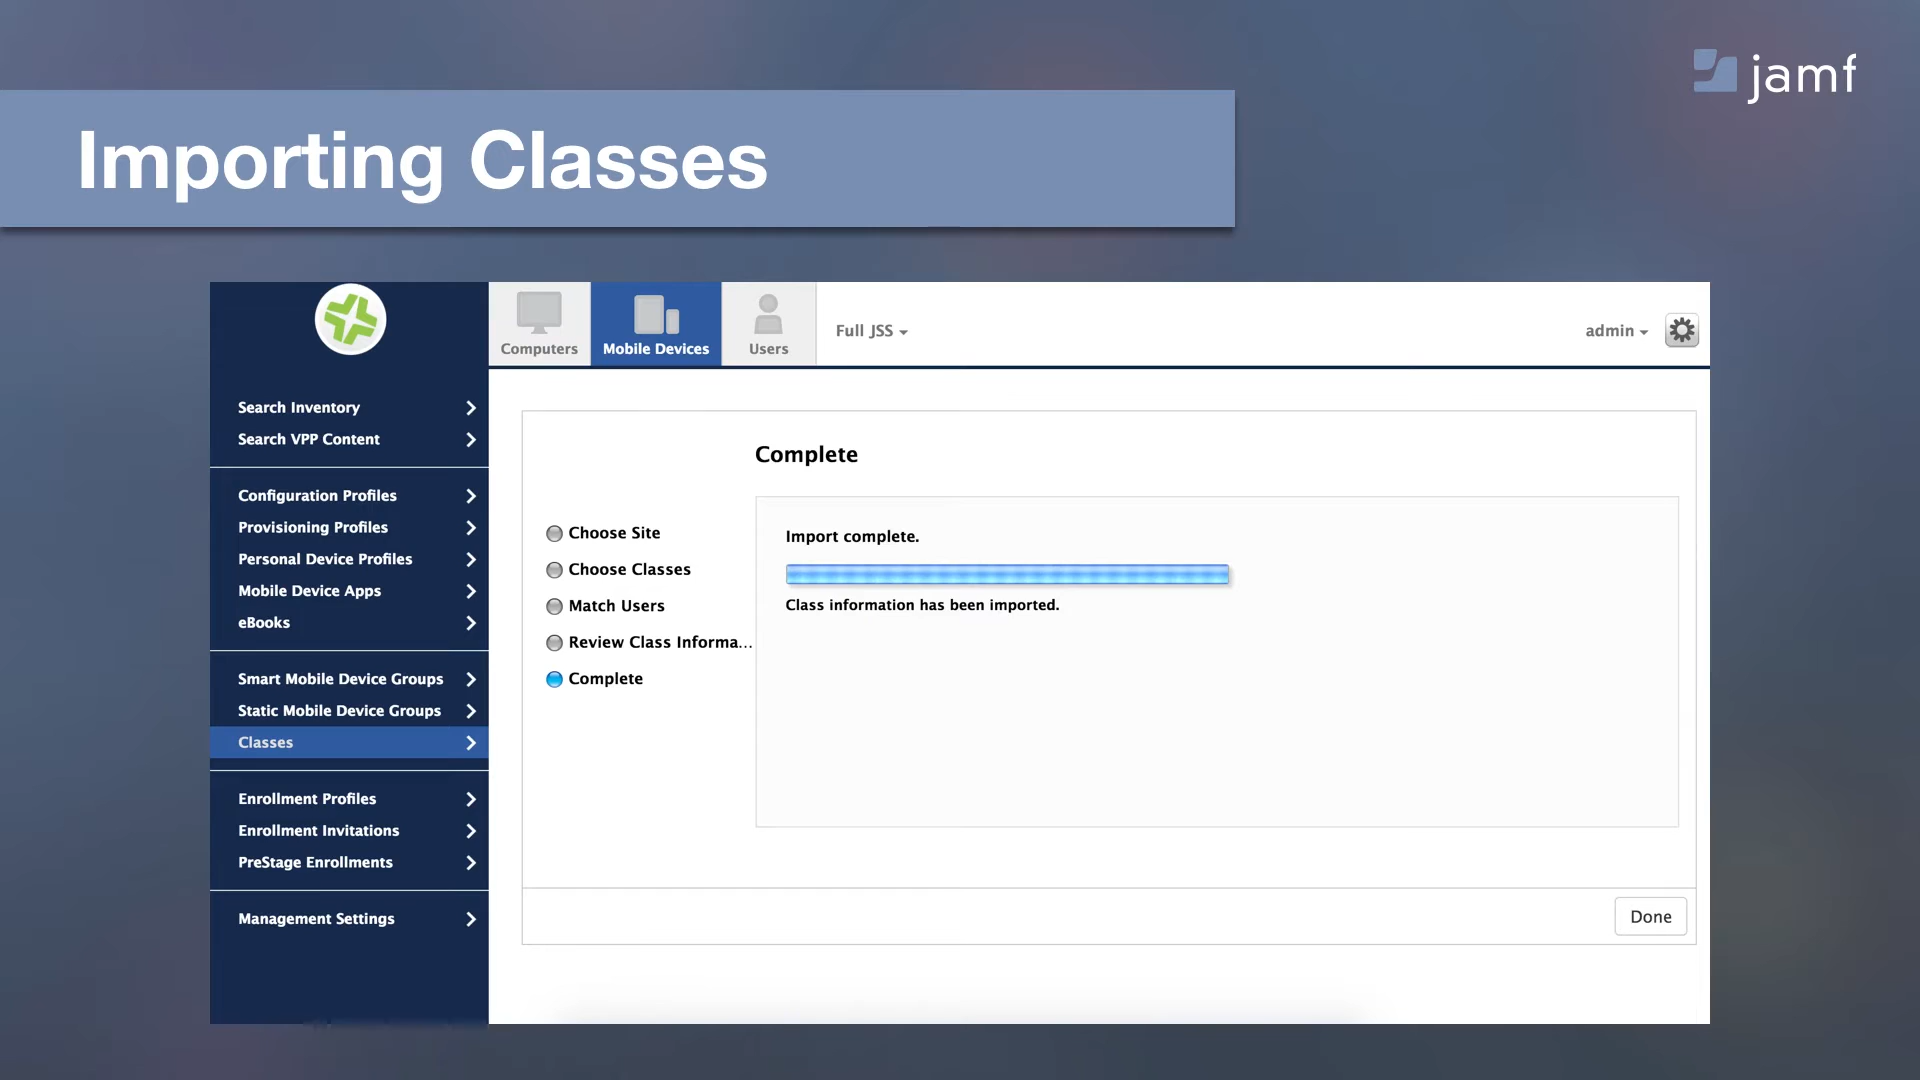 jamf
Importing Classes
Computers
Mobile Devices
Users
Full JSS
admin
Search Inventory
Search VPP Content
Configuration Profiles
Provisioning Profiles
Personal Device Profiles
Mobile Device Apps
eBooks
Smart Mobile Device Groups
Static Mobile Device Groups
Classes
Enrollment Profiles
Enrollment Invitations
PreStage Enrollments
Management Settings
Complete
Choose Site
Choose Classes
Match Users
Review Class Informa...
Complete
Import complete.
Class information has been imported.
Done